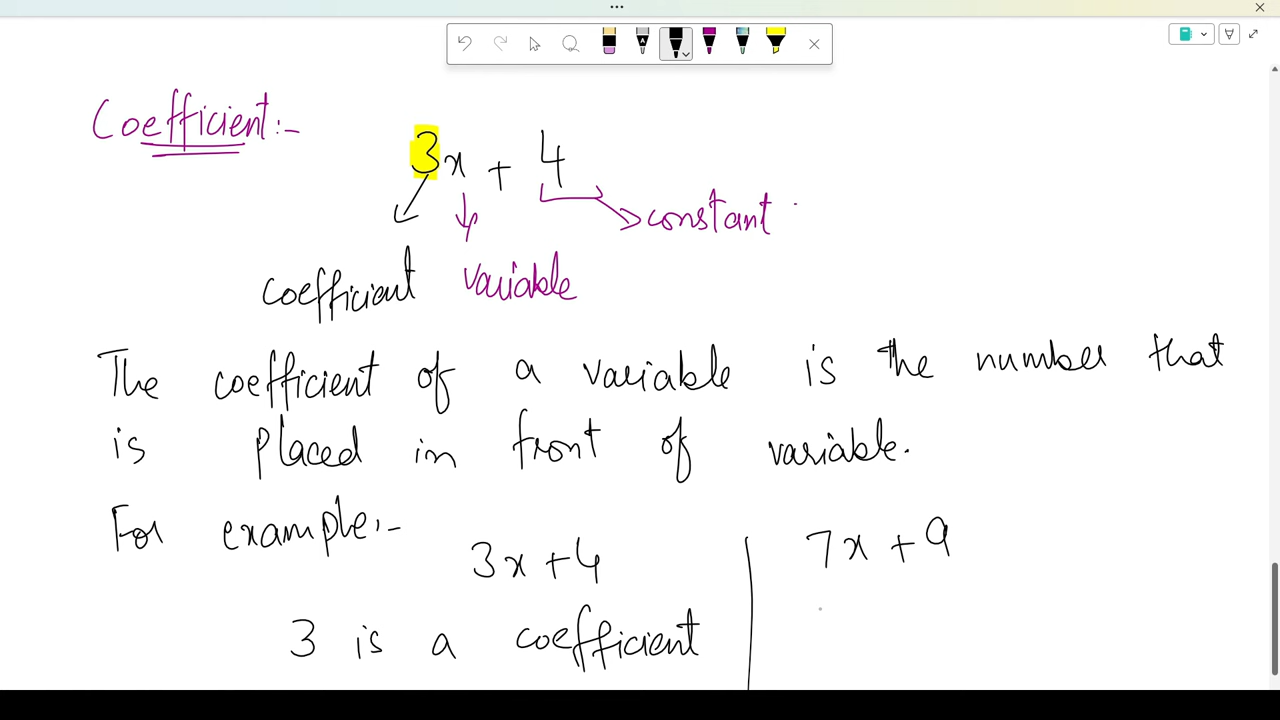 Coefficient:-
3x + 4
constant
coefficient variable
The coefficient of a variable is the number that
is placed in front of variable.
For example:-
3x+4
7x+9
3 is a coefficient